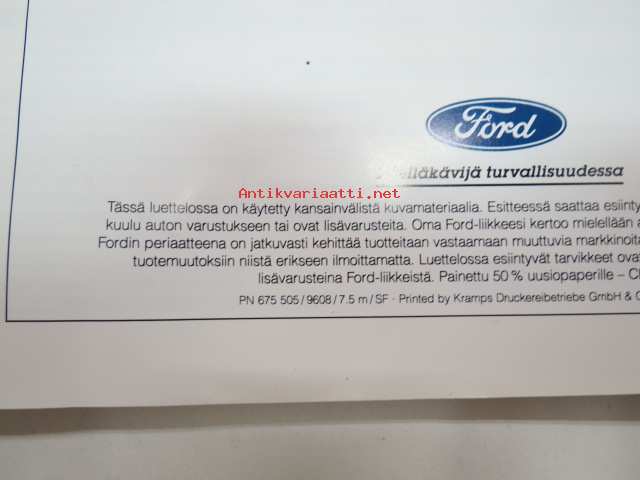 Ford
turvallisuudessa
Antikvariaatti.net
Tässä luettelossa on käytetty kansainvälistä kuvamateriaalia. Esitteessä saattaa
kuulu auton varustukseen tai ovat lisävarusteita. Oma Ford-liikkeesi kertoo mielellään
Fordin periaatteena on jatkuvasti kehittää tuotteitaan vastaamaan muuttuvia
tuotemuutoksiin niistä erikseen ilmoittamatta. Luettelossa esiintyvät tarvikkeet ovat
lisävarusteina Ford-liikkeistä. Painettu 50 % uusiopaperille –
PN 675 505 / 9608 / 7.5 m / SF · Printed by Kramps Druckereibetriebe GmbH &